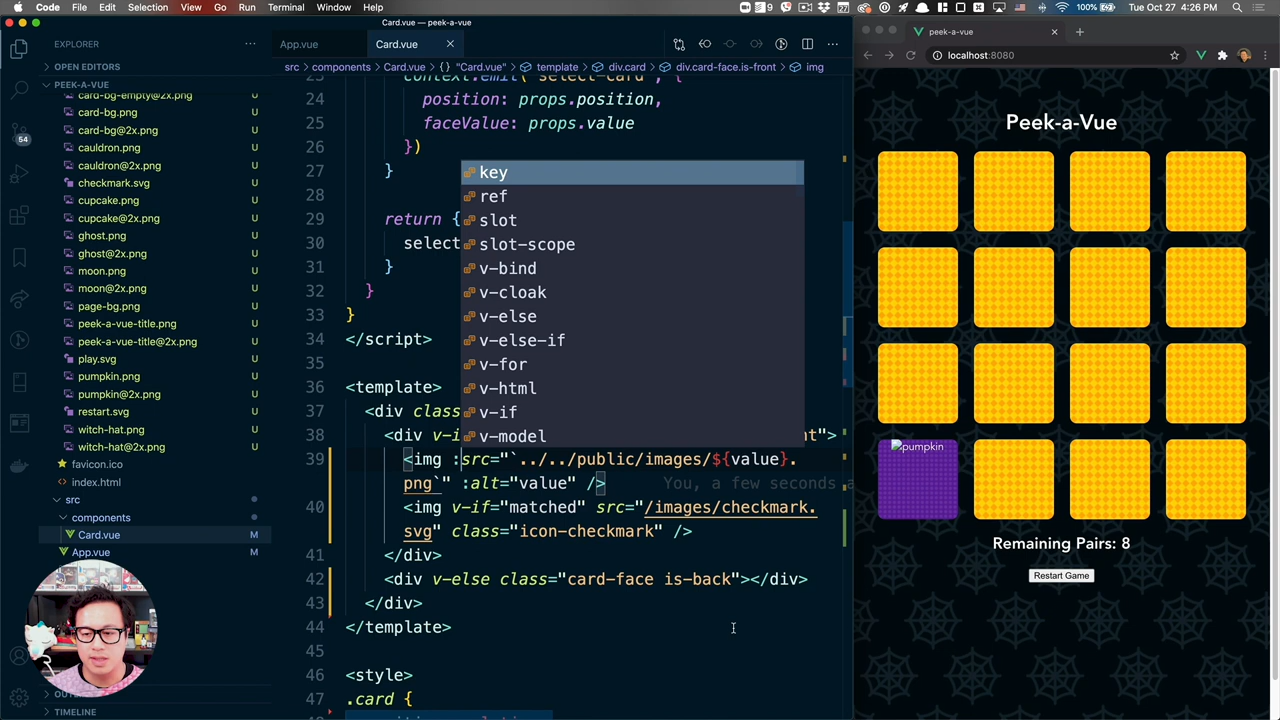 Code File Edit Selection View Go Run Terminal Window Help
9
27
100%
Tue Oct 27 4:26 PM
Card.vue — peek-a-vue
peek-a-vue
localhost:8080
EXPLORER
App.vue
Card.vue
OPEN EDITORS
src
components
Card.vue
{} "Card.vue"
template
div.card
div.card-face.is-front
img
PEEK-A-VUE
card-bg-empty@2x.png U
card-bg.png U
card-bg@2x.png U
cauldron.png U
cauldron@2x.png U
checkmark.svg U
cupcake.png U
cupcake@2x.png U
ghost.png U
ghost@2x.png U
moon.png U
moon@2x.png U
page-bg.png U
peek-a-vue-title.png U
peek-a-vue-title@2x.png U
play.svg U
pumpkin.png U
pumpkin@2x.png U
restart.svg U
witch-hat.png U
witch-hat@2x.png U
favicon.ico
index.html
src
components
Card.vue M
App.vue M
TIMELINE
54
23 context.emit('select-card', {
24 position: props.position,
25 faceValue: props.value
26 })
27 }
28
29 return {
30 select
31 }
32 }
33 }
34 </script>
35
36 <template>
37 <div class
38 <div v-i nt">
39 <img :src="`../../public/images/${value}.
png`" :alt="value" /> You, a few seconds a
40 <img v-if="matched" src="/images/checkmark.
svg" class="icon-checkmark" />
41 </div>
42 <div v-else class="card-face is-back"></div>
43 </div>
44 </template>
45
46 <style>
47 .card {
key
ref
slot
slot-scope
v-bind
v-cloak
v-else
v-else-if
v-for
v-html
v-if
v-model
Peek-a-Vue
pumpkin
Remaining Pairs: 8
Restart Game